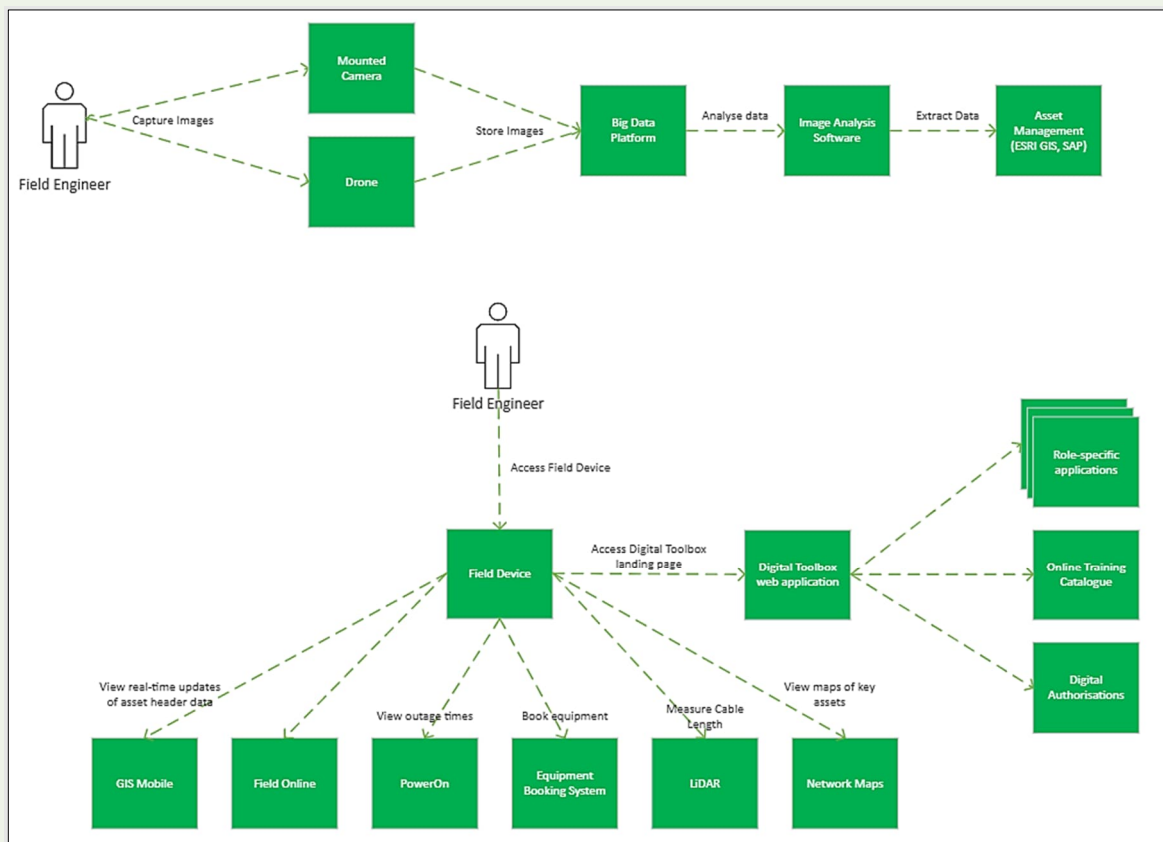 Mounted
Camera
Field Engineer
Capture Images
Drone
Store Images
Big Data
Platform
Analyse data
Image Analysis
Software
Extract Data
Asset
Management
(ESRI GIS, SAP)
Field Engineer
Access Field Device
Field Device
Access Digital Toolbox
landing page
Digital Toolbox
web application
Role-specific
applications
Online Training
Catalogue
Digital
Authorisations
View real-time updates
of asset header data
View outage times
Book equipment
Measure Cable
Length
View maps of key
assets
GIS Mobile
Field Online
PowerOn
Equipment
Booking System
LiDAR
Network Maps